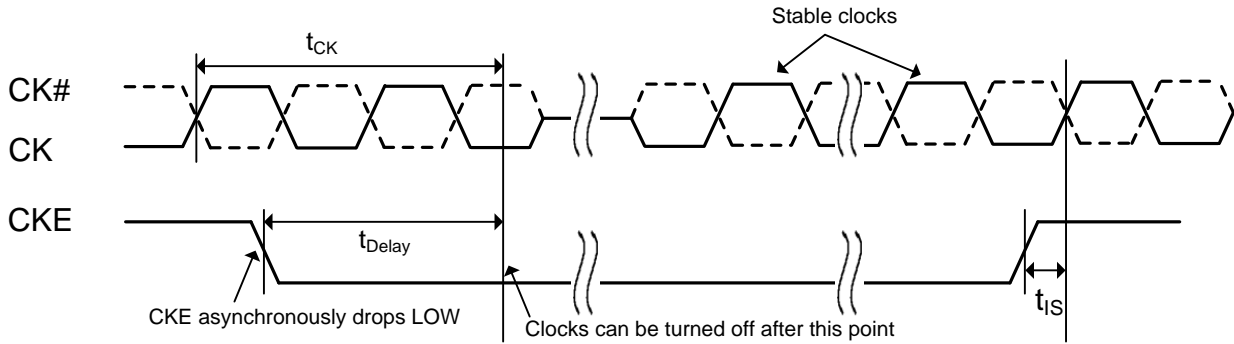 Stable clocks
tCK
CK#
CK
CKE
tDelay
tIS
CKE asynchronously drops LOW
Clocks can be turned off after this point